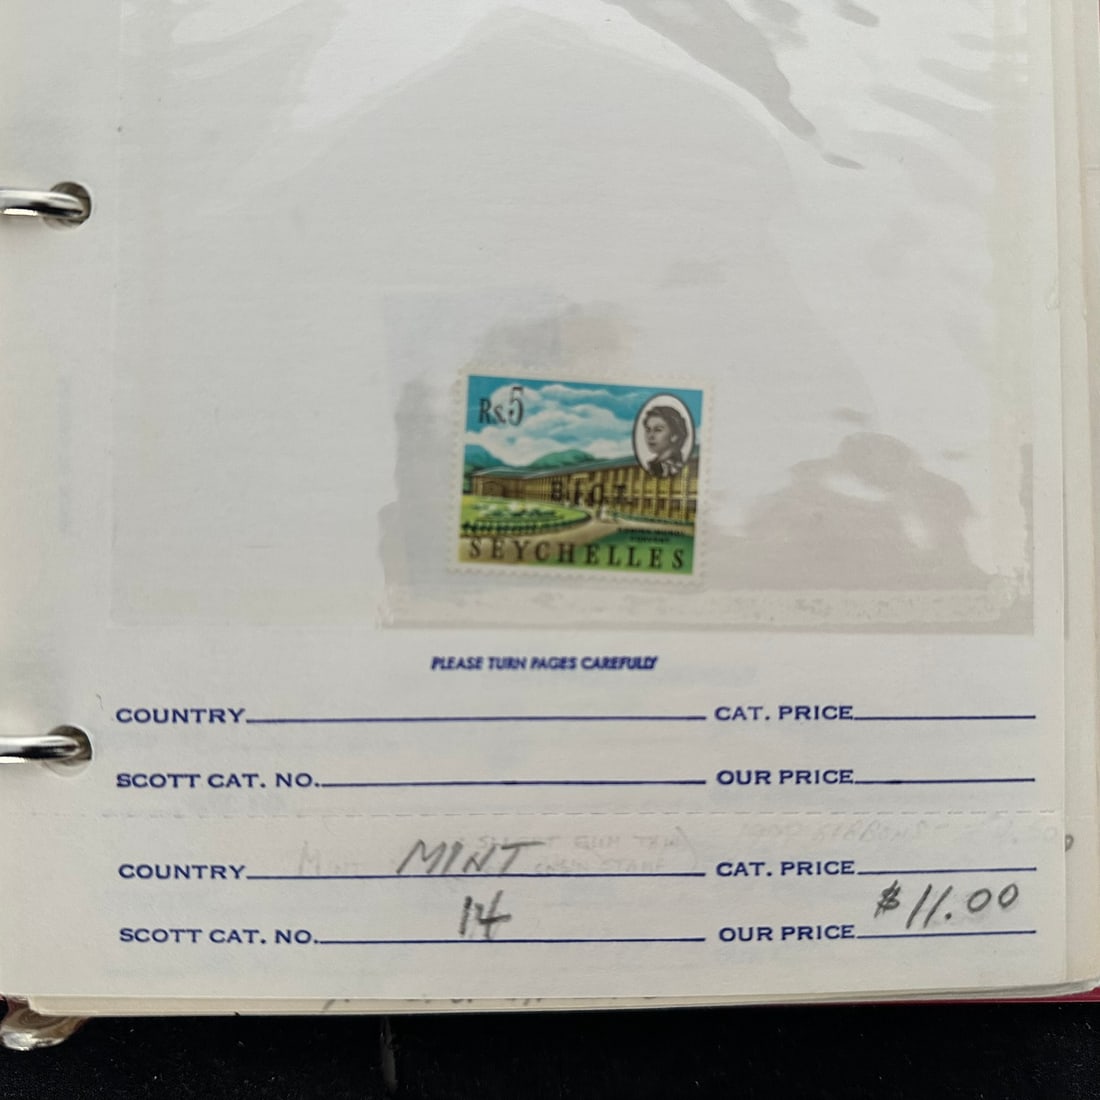 Rs.5
B.I.O.T.
SEYCHELLES
PLEASE TURN PAGES CAREFULLY
COUNTRY
CAT. PRICE
SCOTT CAT. NO.
OUR PRICE
COUNTRY MINT CAT. PRICE
SCOTT CAT. NO. 14 OUR PRICE $11.00